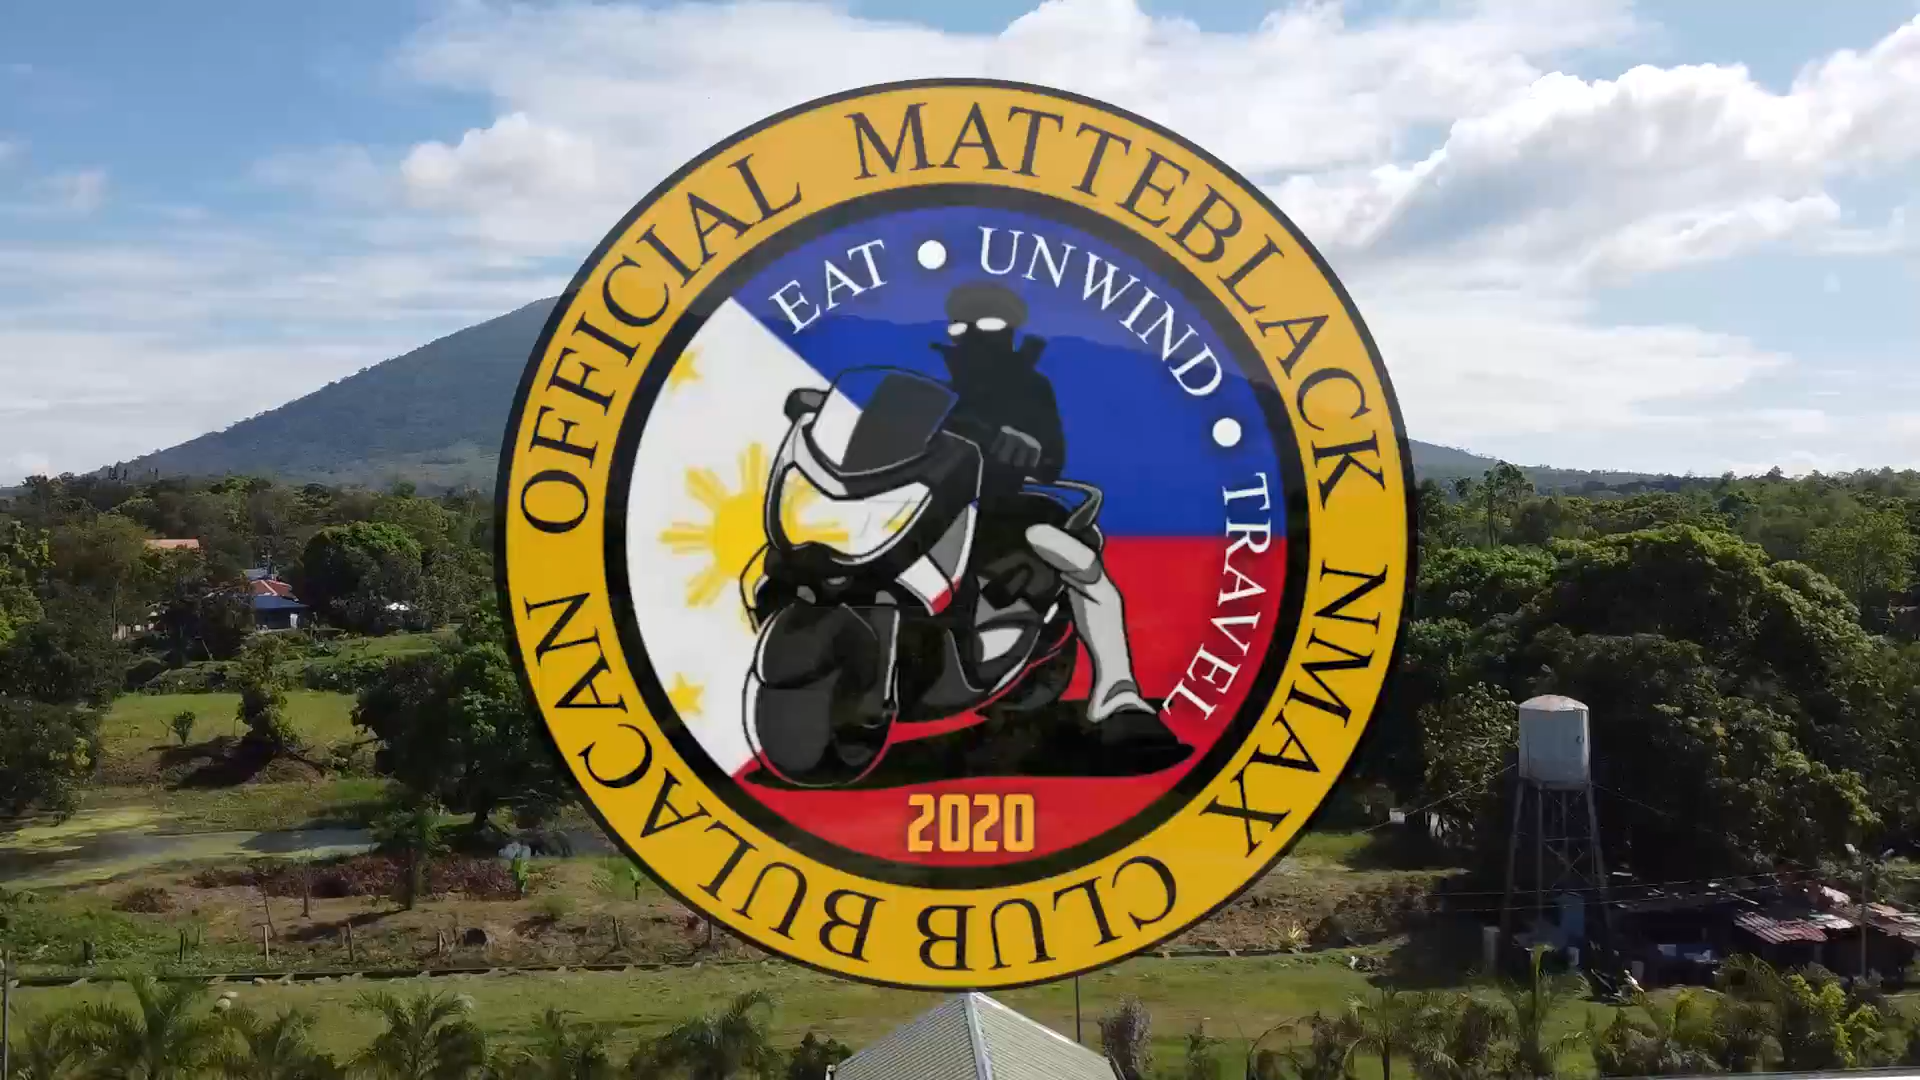 OFFICIAL MATTEBLACK NMAX CLUB BULACAN
EAT • UNWIND • TRAVEL
2020